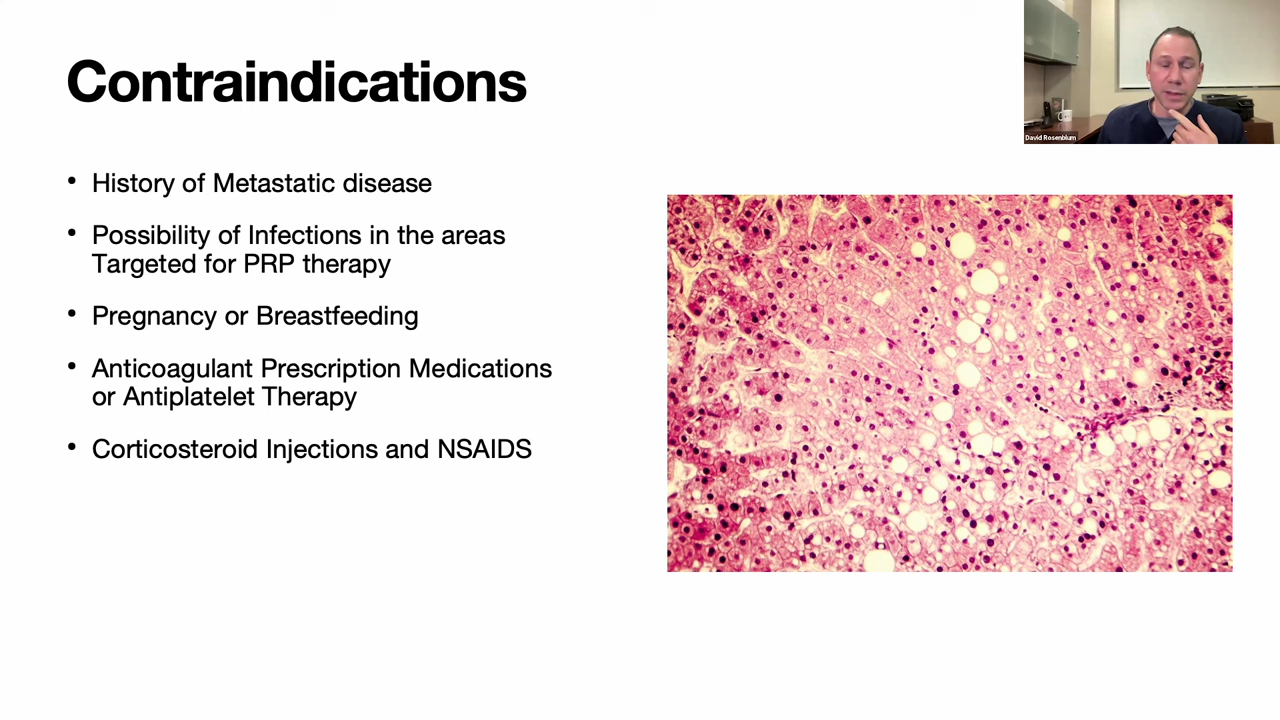 Contraindications
David Rosenblum
• History of Metastatic disease
• Possibility of Infections in the areas
Targeted for PRP therapy
• Pregnancy or Breastfeeding
• Anticoagulant Prescription Medications
or Antiplatelet Therapy
• Corticosteroid Injections and NSAIDS